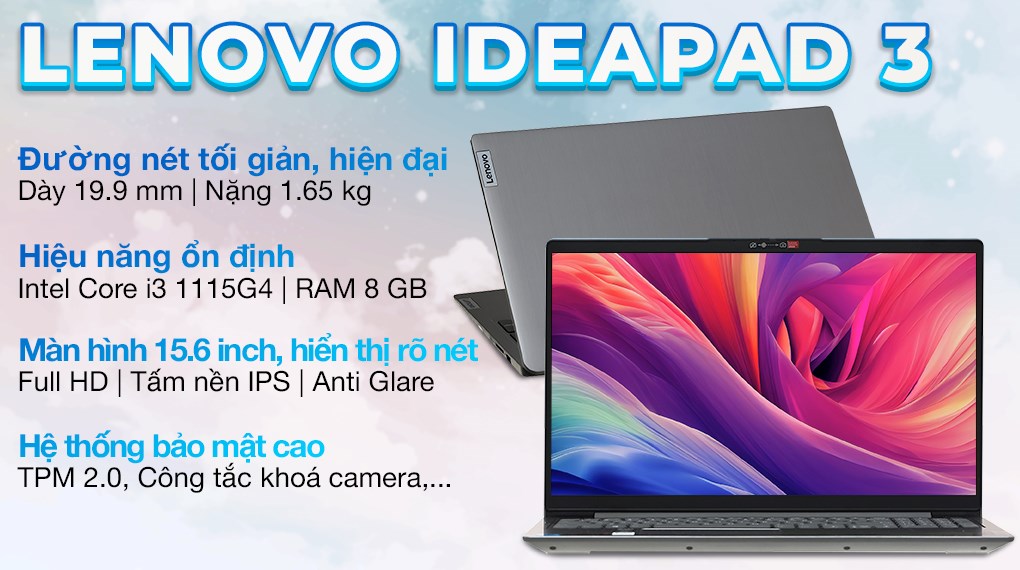 LENOVO IDEAPAD 3
Đường nét tối giản, hiện đại
Dày 19.9 mm | Nặng 1.65 kg
Hiệu năng ổn định
Intel Core i3 1115G4 | RAM 8 GB
Màn hình 15.6 inch, hiển thị rõ nét
Full HD | Tấm nền IPS | Anti Glare
Hệ thống bảo mật cao
TPM 2.0, Công tắc khoá camera,...
Lenovo
Lenovo